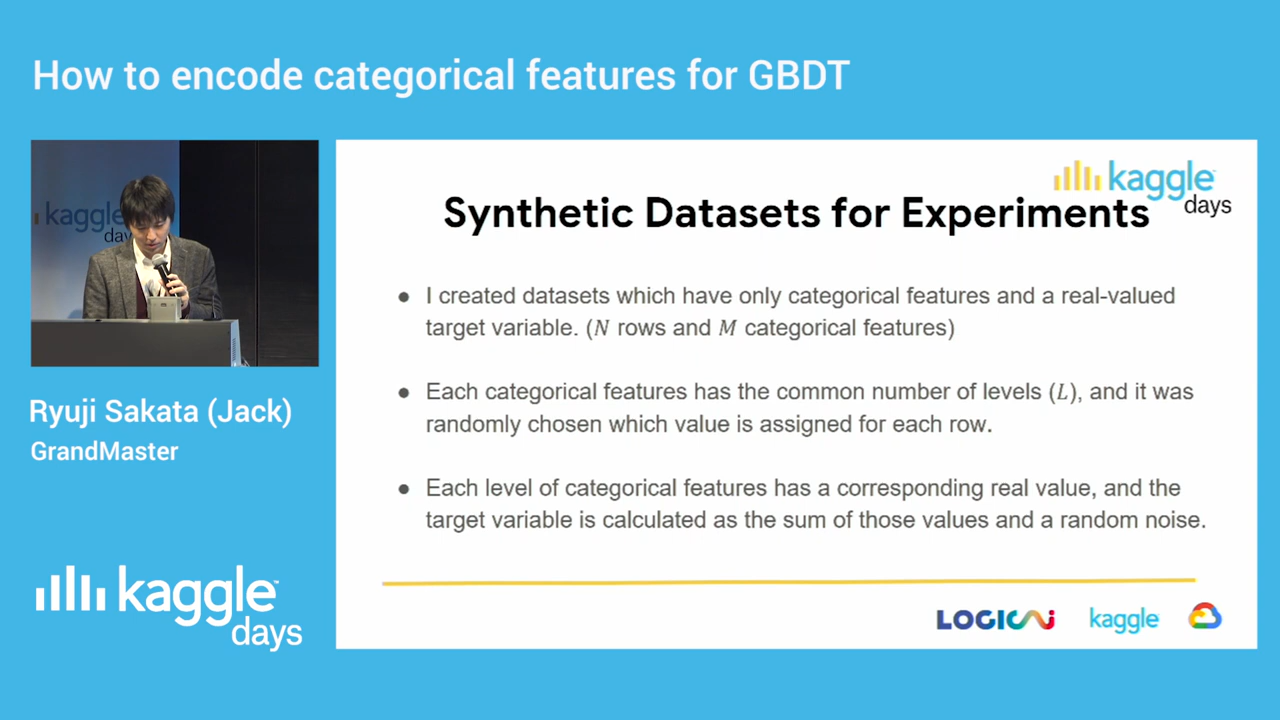 How to encode categorical features for GBDT
kaggle
days
kaggle
days
Synthetic Datasets for Experiments
● I created datasets which have only categorical features and a real-valued
target variable. (N rows and M categorical features)
● Each categorical features has the common number of levels (L), and it was
randomly chosen which value is assigned for each row.
● Each level of categorical features has a corresponding real value, and the
target variable is calculated as the sum of those values and a random noise.
Ryuji Sakata (Jack)
GrandMaster
kaggle™
days
LOGICAI
kaggle